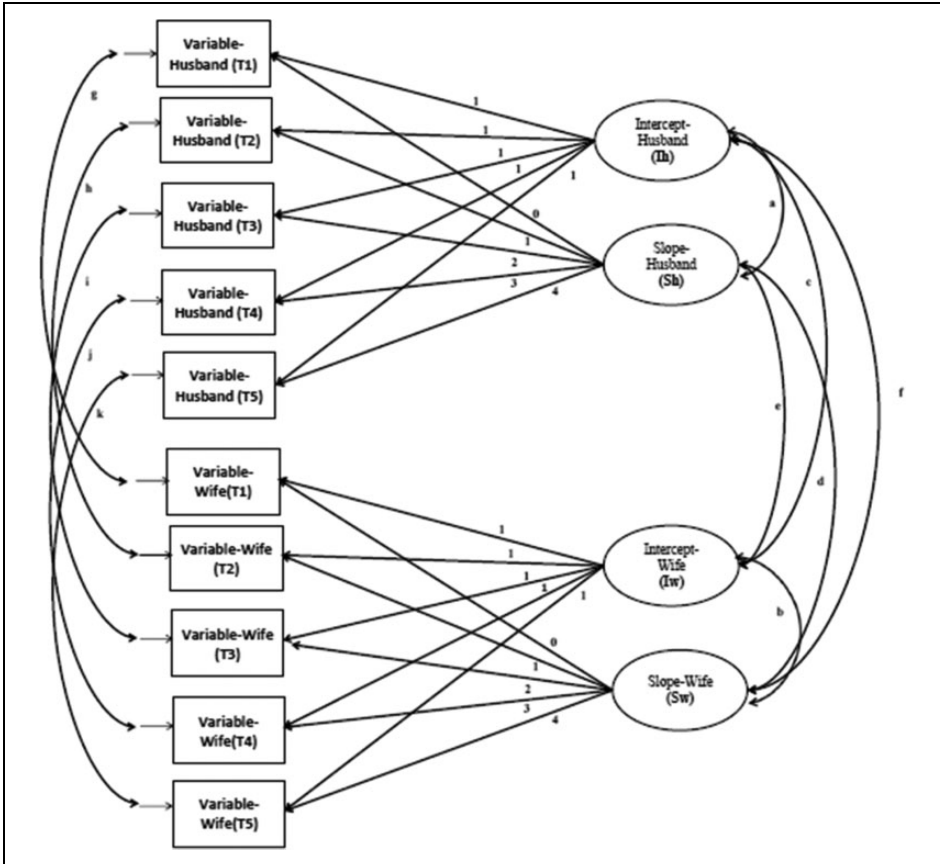 Variable-
Husband (T1)
g
1
Variable-
Husband (T2)
1
Intercept-
Husband
(Ih)
h
1
1
1
a
Variable-
Husband (T3)
0
1
Slope-
Husband
(Sh)
i
2
3
4
c
Variable-
Husband (T4)
j
Variable-
Husband (T5)
k
e
f
Variable-
Wife(T1)
d
1
Variable-Wife
(T2)
1
Intercept-
Wife
(Iw)
1
1
1
b
Variable-Wife
(T3)
0
1
2
3
4
Slope-Wife
(Sw)
Variable-
Wife(T4)
Variable-
Wife(T5)